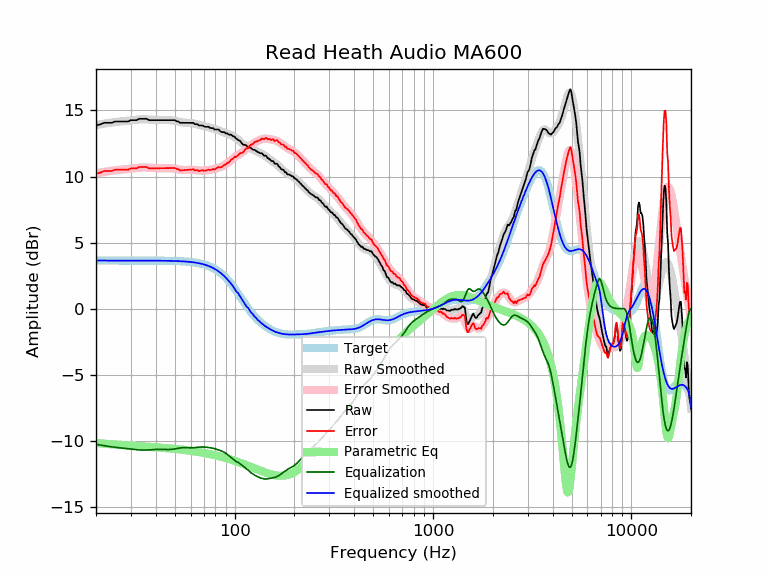 Read Heath Audio MA600
Amplitude (dBr)
15
10
5
0
−5
−10
−15
100
1000
10000
Frequency (Hz)
Target
Raw Smoothed
Error Smoothed
Raw
Error
Parametric Eq
Equalization
Equalized smoothed